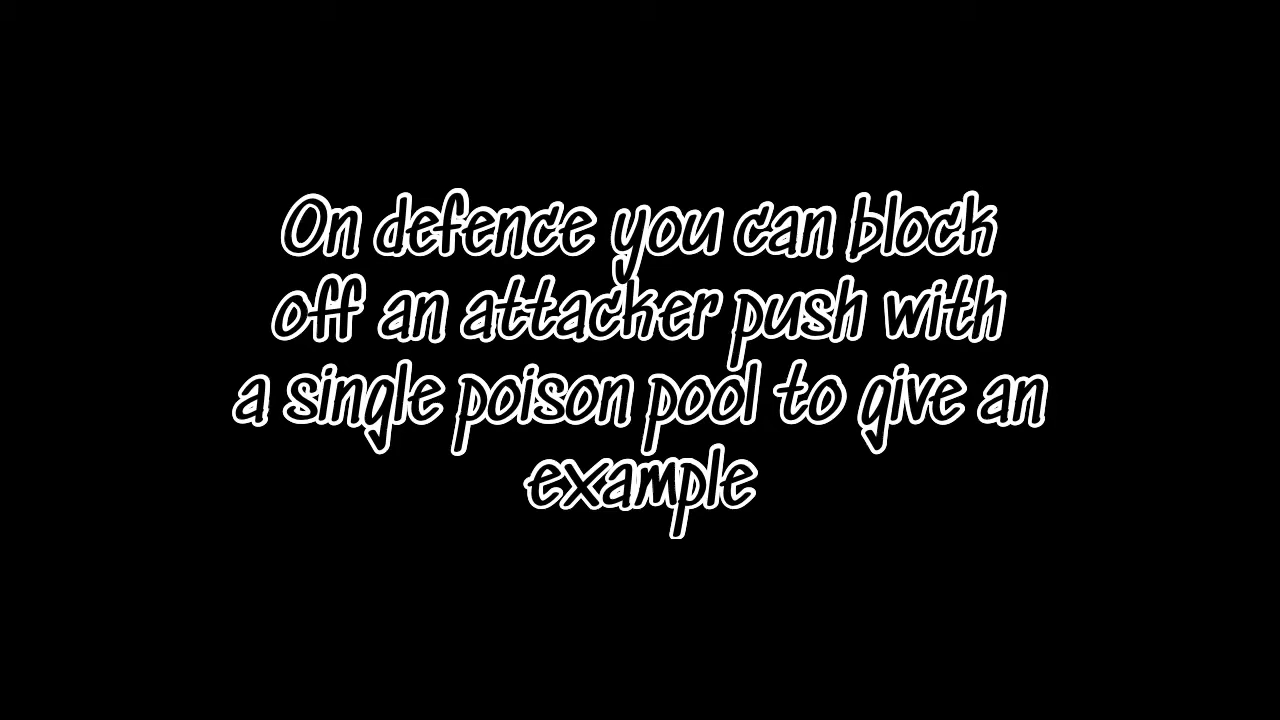 On defence you can block
off an attacker push with
a single poison pool to give an
example